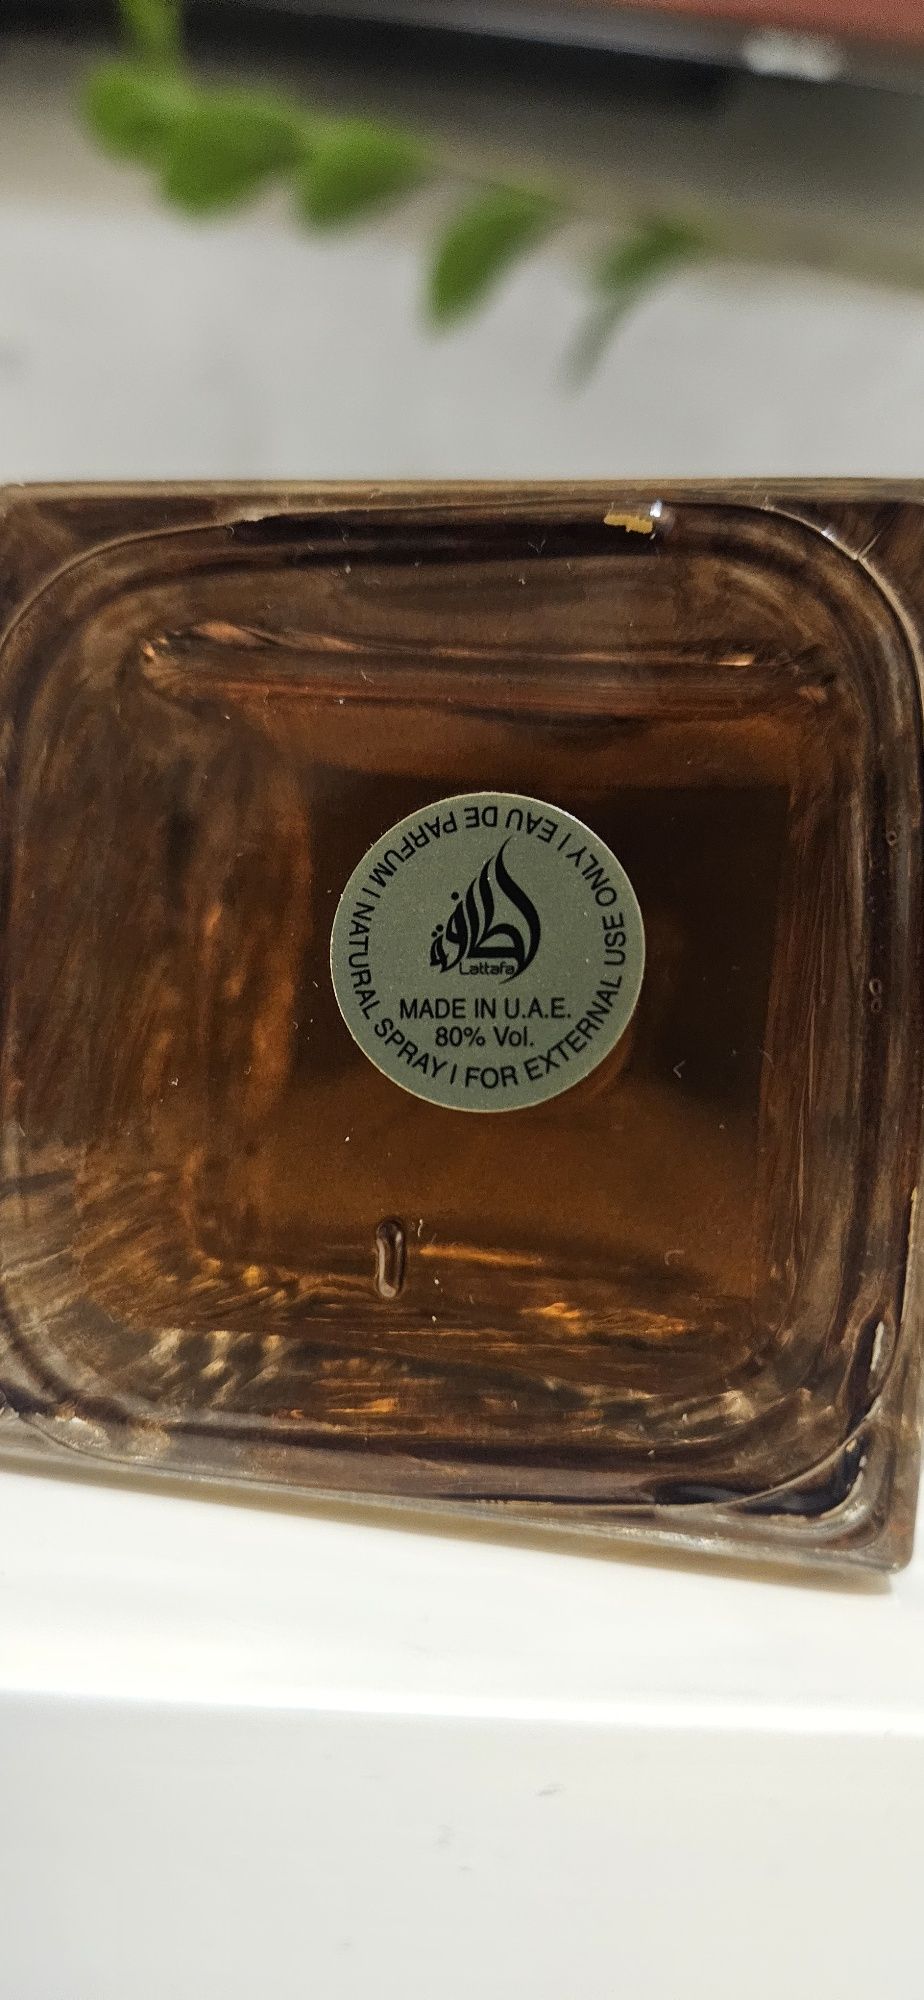 لطافة
Lattafa
MADE IN U.A.E.
80% Vol.
EAU DE PARFUM | NATURAL SPRAY | FOR EXTERNAL USE ONLY |